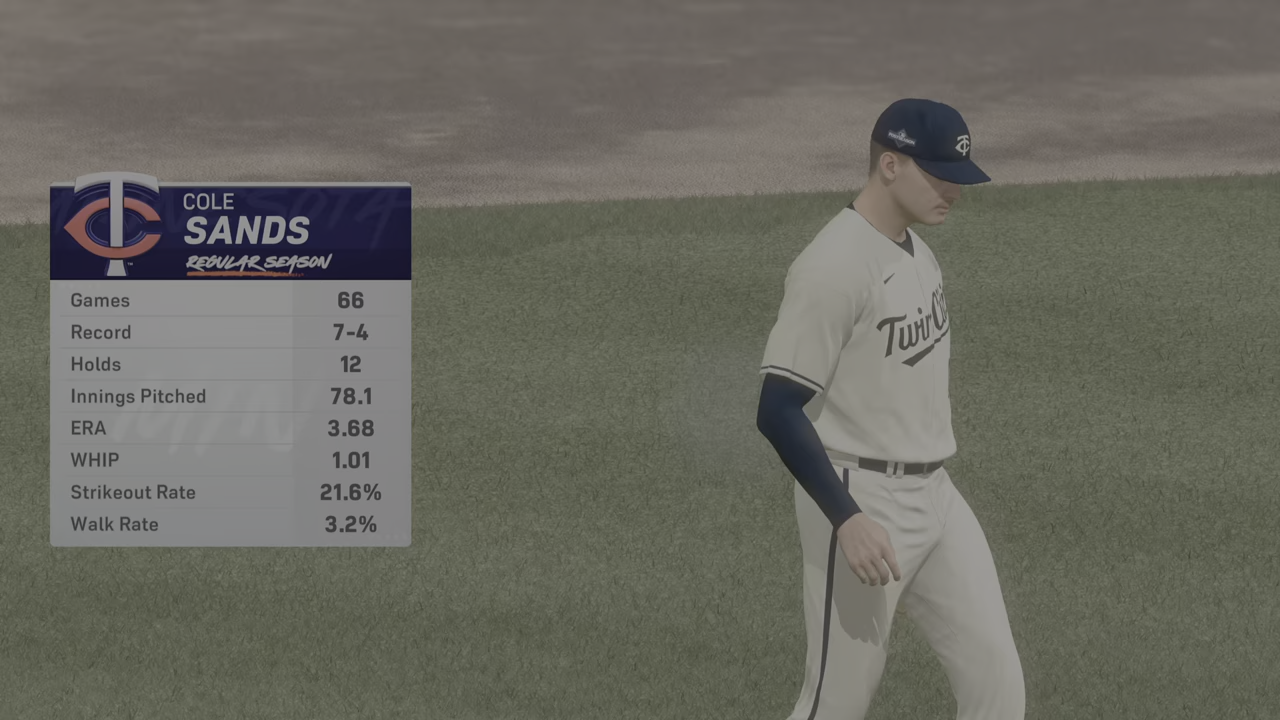 COLE
SANDS
REGULAR SEASON
Games 66
Record 7-4
Holds 12
Innings Pitched 78.1
ERA 3.68
WHIP 1.01
Strikeout Rate 21.6%
Walk Rate 3.2%
TC
Twin